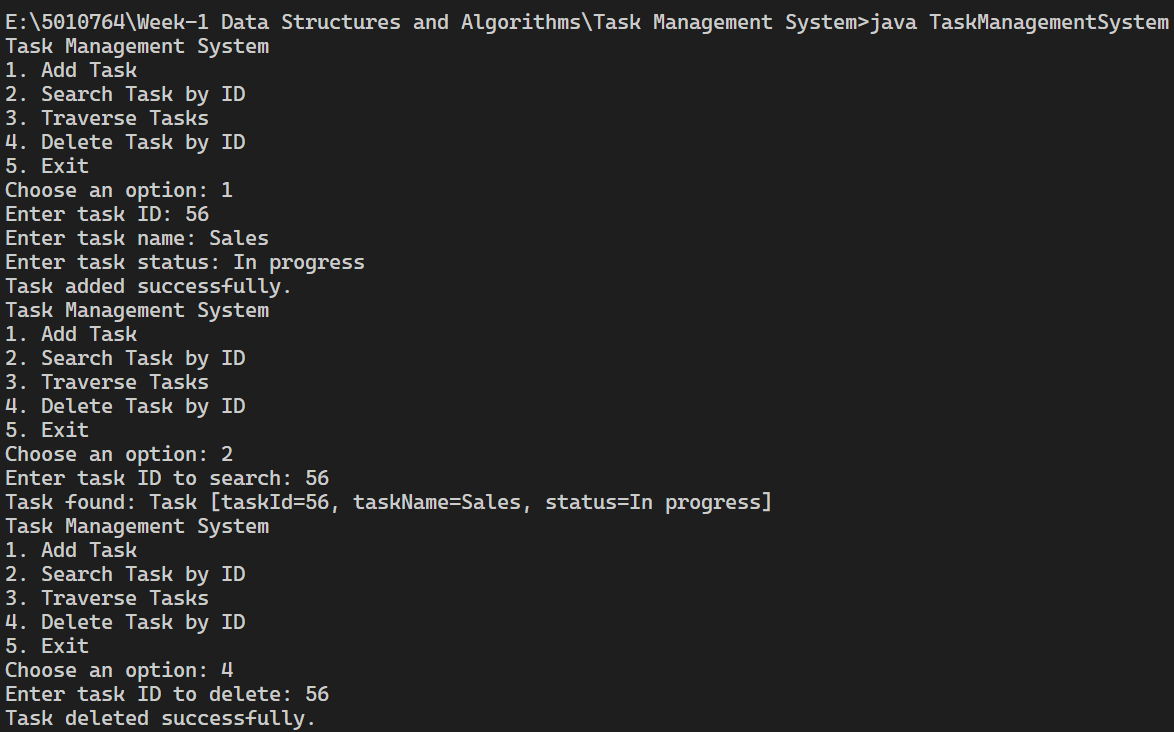 E:\5010764\Week-1 Data Structures and Algorithms\Task Management System>java TaskManagementSystem
Task Management System
1. Add Task
2. Search Task by ID
3. Traverse Tasks
4. Delete Task by ID
5. Exit
Choose an option: 1
Enter task ID: 56
Enter task name: Sales
Enter task status: In progress
Task added successfully.
Task Management System
1. Add Task
2. Search Task by ID
3. Traverse Tasks
4. Delete Task by ID
5. Exit
Choose an option: 2
Enter task ID to search: 56
Task found: Task [taskId=56, taskName=Sales, status=In progress]
Task Management System
1. Add Task
2. Search Task by ID
3. Traverse Tasks
4. Delete Task by ID
5. Exit
Choose an option: 4
Enter task ID to delete: 56
Task deleted successfully.